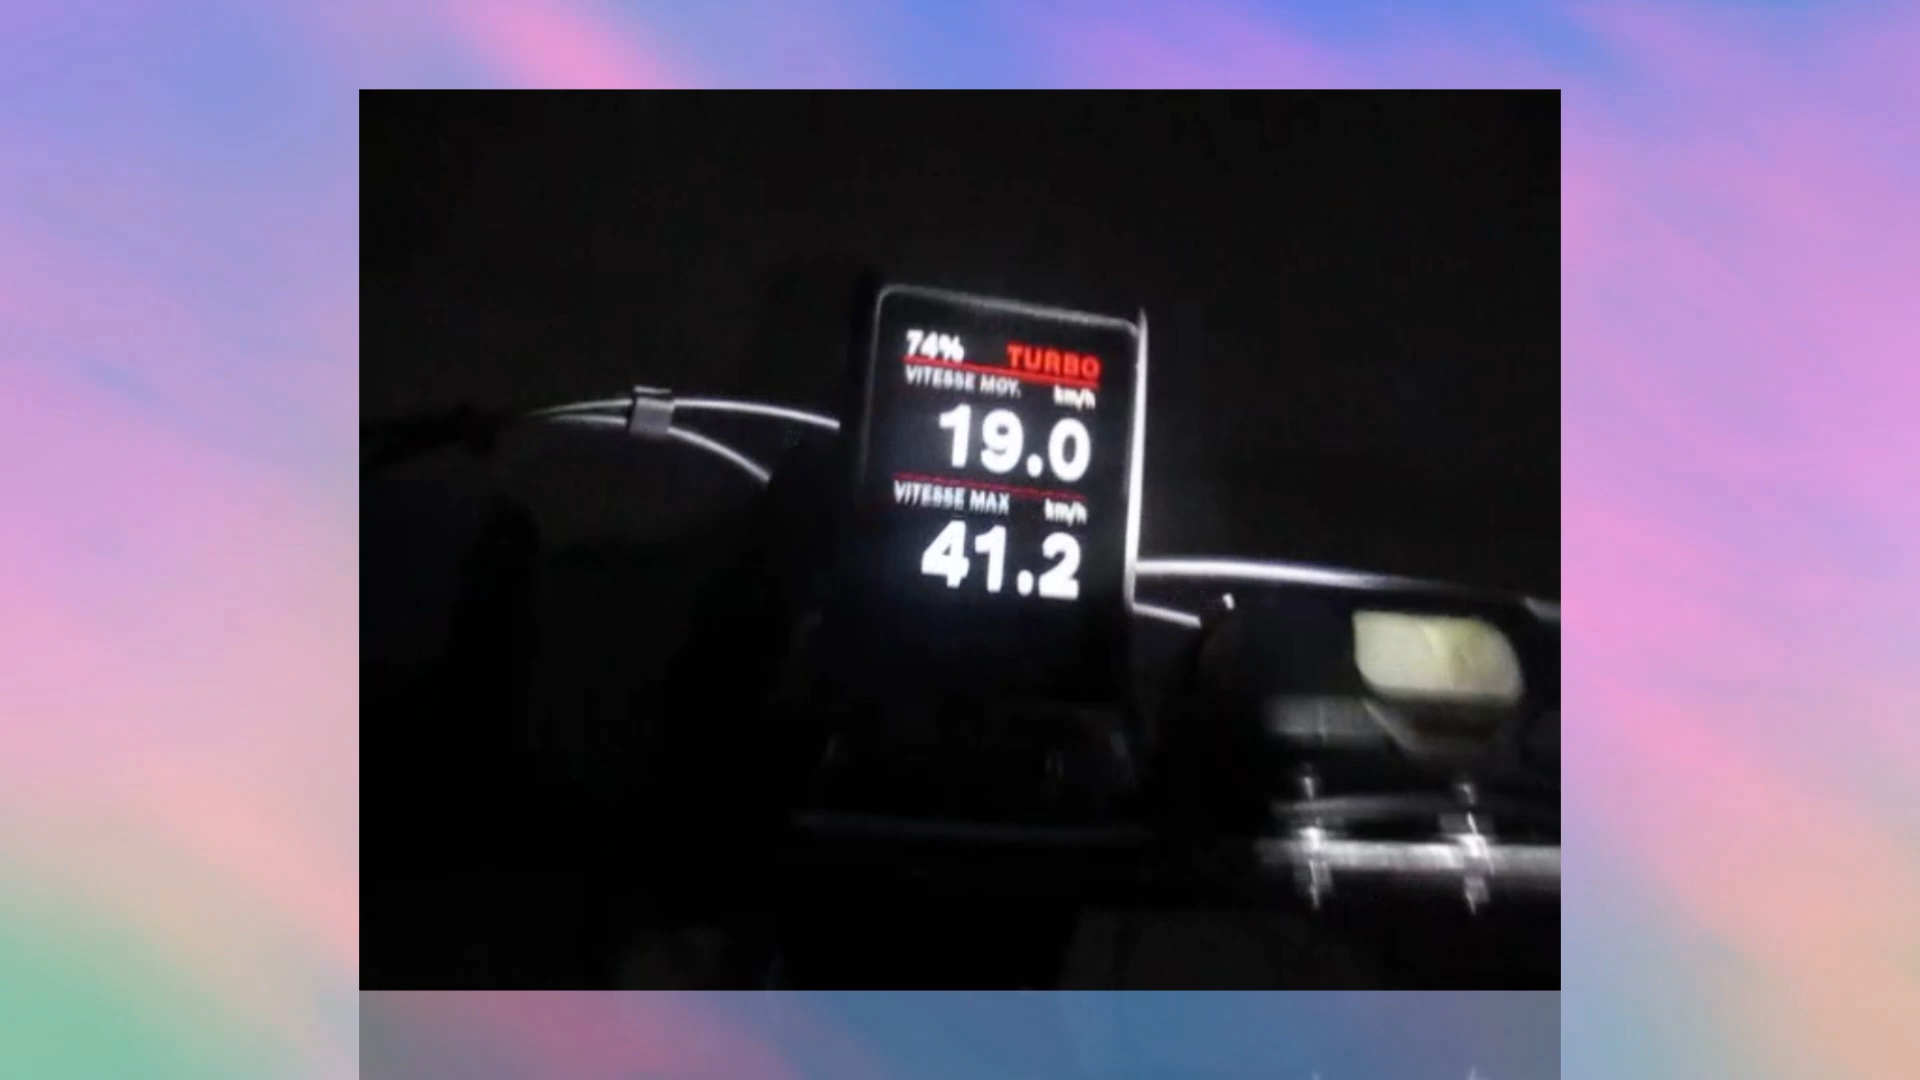 74% TURBO
VITESSE MOY. km/h
19.0
VITESSE MAX km/h
41.2